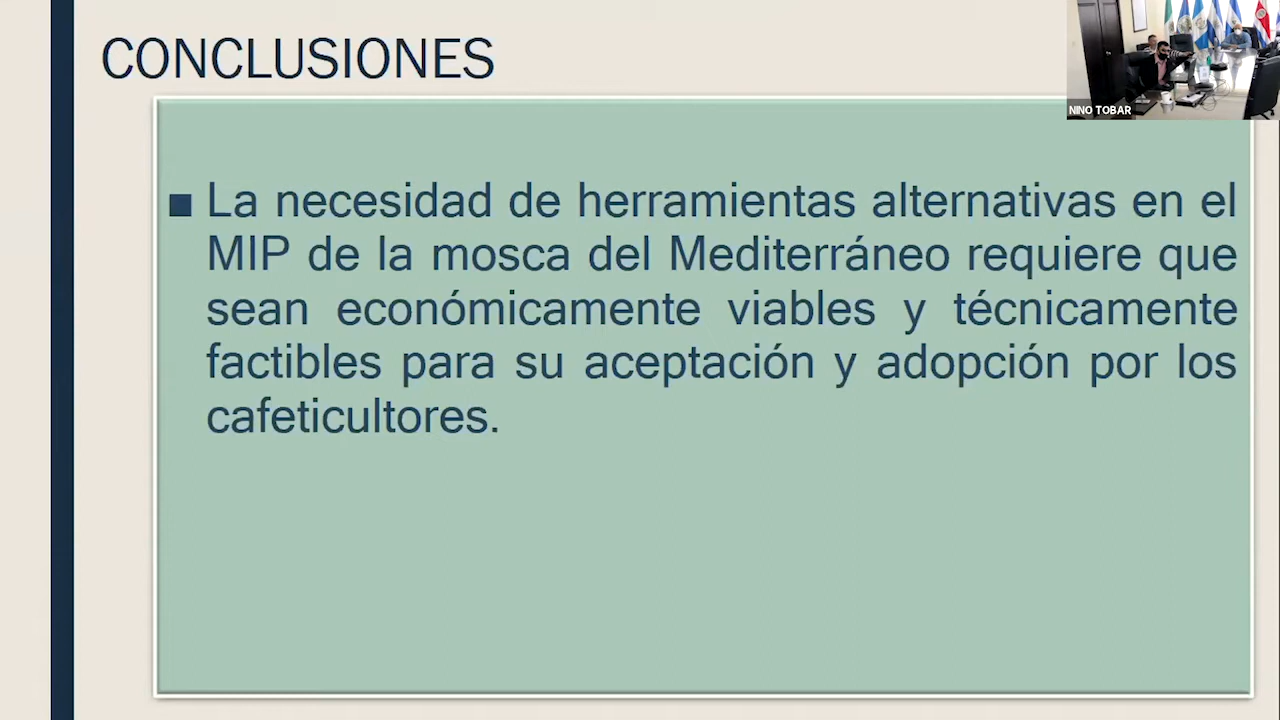 CONCLUSIONES
NINO TOBAR
■ La necesidad de herramientas alternativas en el
MIP de la mosca del Mediterráneo requiere que
sean económicamente viables y técnicamente
factibles para su aceptación y adopción por los
cafeticultores.